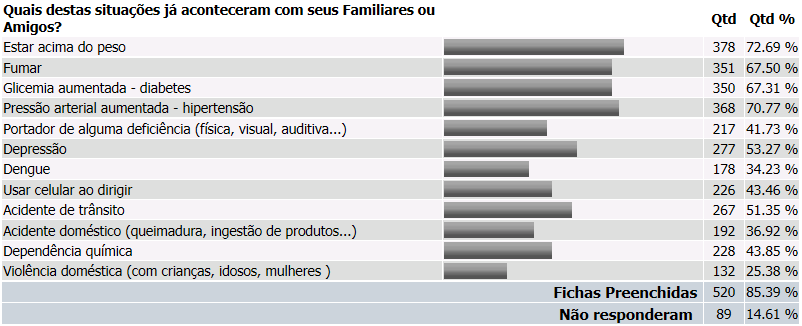 Quais destas situações já aconteceram com seus Familiares ou Amigos? Qtd Qtd %
Estar acima do peso 378 72.69 %
Fumar 351 67.50 %
Glicemia aumentada - diabetes 350 67.31 %
Pressão arterial aumentada - hipertensão 368 70.77 %
Portador de alguma deficiência (física, visual, auditiva...) 217 41.73 %
Depressão 277 53.27 %
Dengue 178 34.23 %
Usar celular ao dirigir 226 43.46 %
Acidente de trânsito 267 51.35 %
Acidente doméstico (queimadura, ingestão de produtos...) 192 36.92 %
Dependência química 228 43.85 %
Violência doméstica (com crianças, idosos, mulheres ) 132 25.38 %
Fichas Preenchidas 520 85.39 %
Não responderam 89 14.61 %